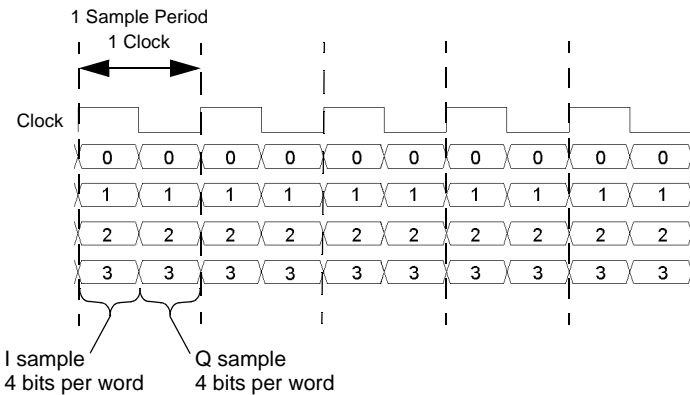 1 Sample Period
1 Clock
Clock
0 0 0 0 0 0 0 0 0 0
1 1 1 1 1 1 1 1 1 1
2 2 2 2 2 2 2 2 2 2
3 3 3 3 3 3 3 3 3 3
I sample
4 bits per word
Q sample
4 bits per word